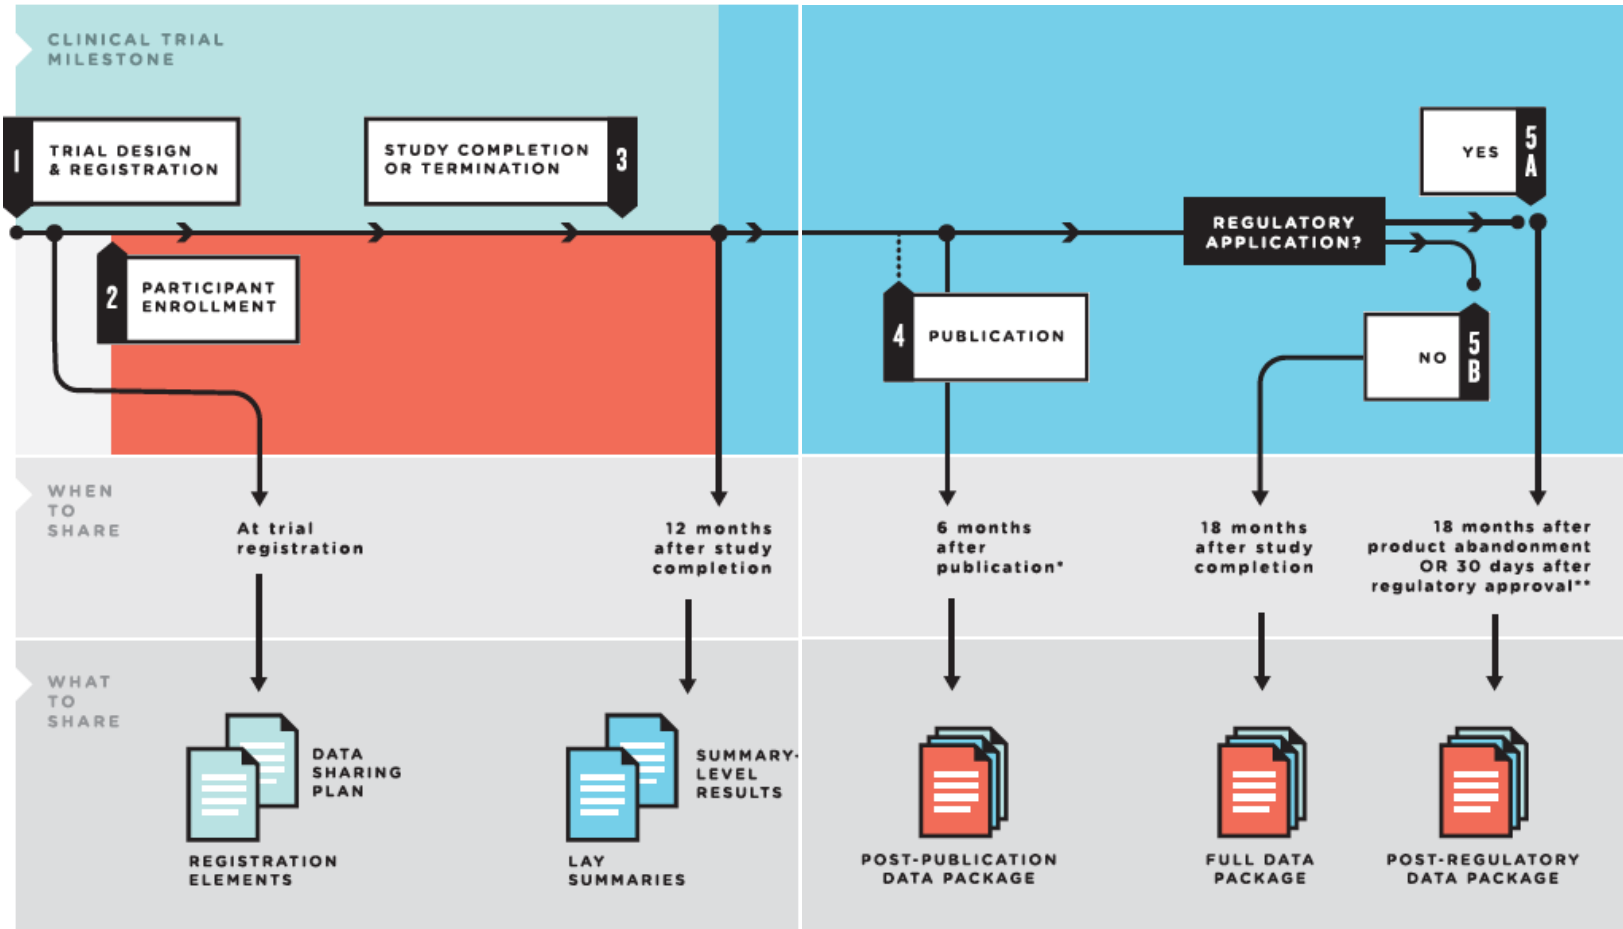 CLINICAL TRIAL
MILESTONE
1
TRIAL DESIGN
& REGISTRATION
STUDY COMPLETION
OR TERMINATION
3
2
PARTICIPANT
ENROLLMENT
4
PUBLICATION
REGULATORY
APPLICATION?
YES
5
A
NO
5
B
WHEN
TO
SHARE
At trial
registration
12 months
after study
completion
6 months
after
publication*
18 months
after study
completion
18 months after
product abandonment
OR 30 days after
regulatory approval**
WHAT
TO
SHARE
DATA
SHARING
PLAN
REGISTRATION
ELEMENTS
SUMMARY-
LEVEL
RESULTS
LAY
SUMMARIES
POST-PUBLICATION
DATA PACKAGE
FULL DATA
PACKAGE
POST-REGULATORY
DATA PACKAGE